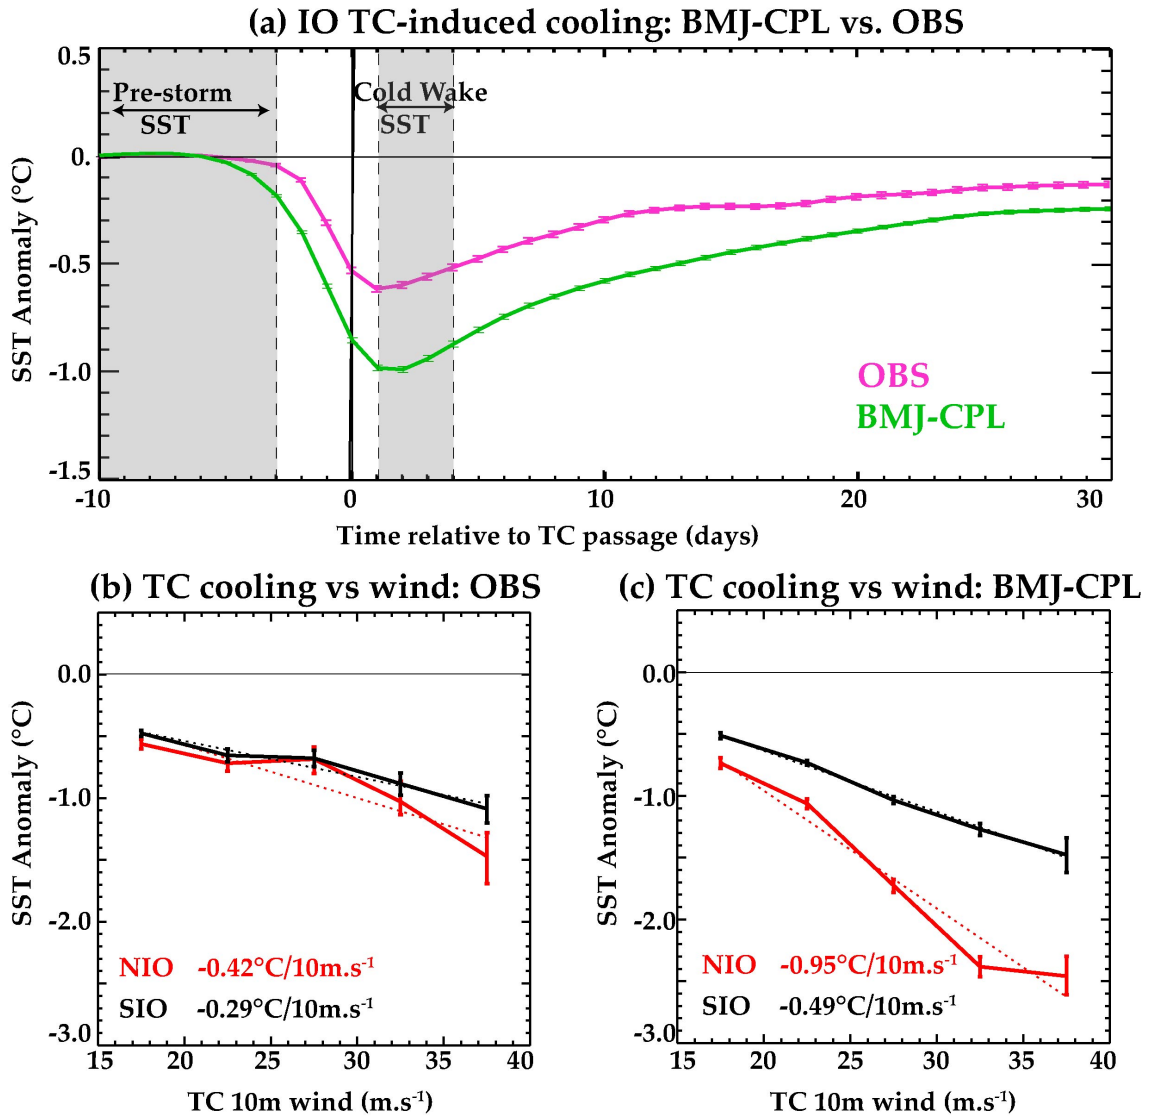 (a) IO TC-induced cooling: BMJ-CPL vs. OBS
0.5
Pre-storm
SST
Cold Wake
SST
0.
-0.5
-1.0
-1.5
SST Anomaly (°C)
OBS
BMJ-CPL
-10 0 10 20 30
Time relative to TC passage (days)
(b) TC cooling vs wind: OBS
0.0
-1.0
-2.0
-3.0
SST Anomaly (°C)
NIO -0.42°C/10m.s⁻¹
SIO -0.29°C/10m.s⁻¹
15 20 25 30 35 40
TC 10m wind (m.s⁻¹)
(c) TC cooling vs wind: BMJ-CPL
0.0
-1.0
-2.0
-3.0
SST Anomaly (°C)
NIO -0.95°C/10m.s⁻¹
SIO -0.49°C/10m.s⁻¹
15 20 25 30 35 40
TC 10m wind (m.s⁻¹)